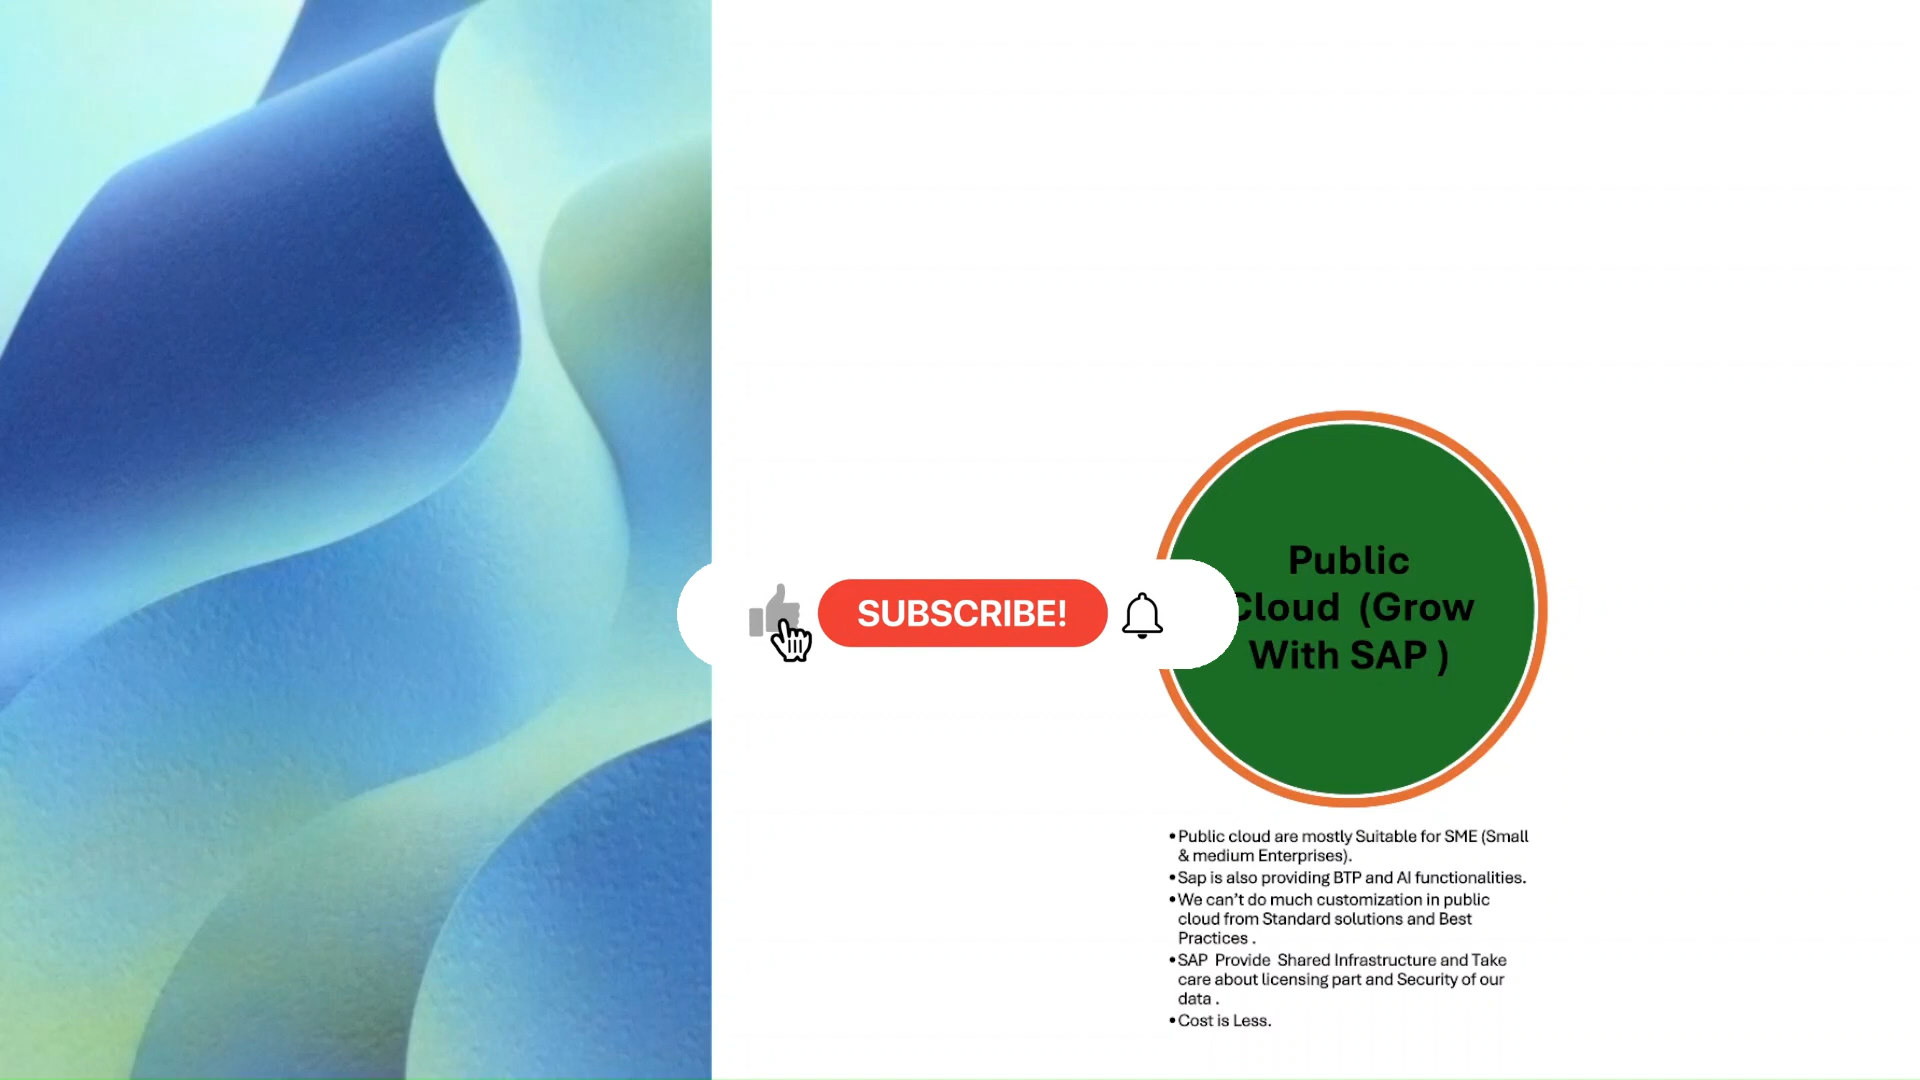 Public
Cloud (Grow
With SAP )
SUBSCRIBE!
•Public cloud are mostly Suitable for SME (Small
& medium Enterprises).
•Sap is also providing BTP and AI functionalities.
•We can't do much customization in public
cloud from Standard solutions and Best
Practices .
•SAP Provide Shared Infrastructure and Take
care about licensing part and Security of our
data .
•Cost is Less.